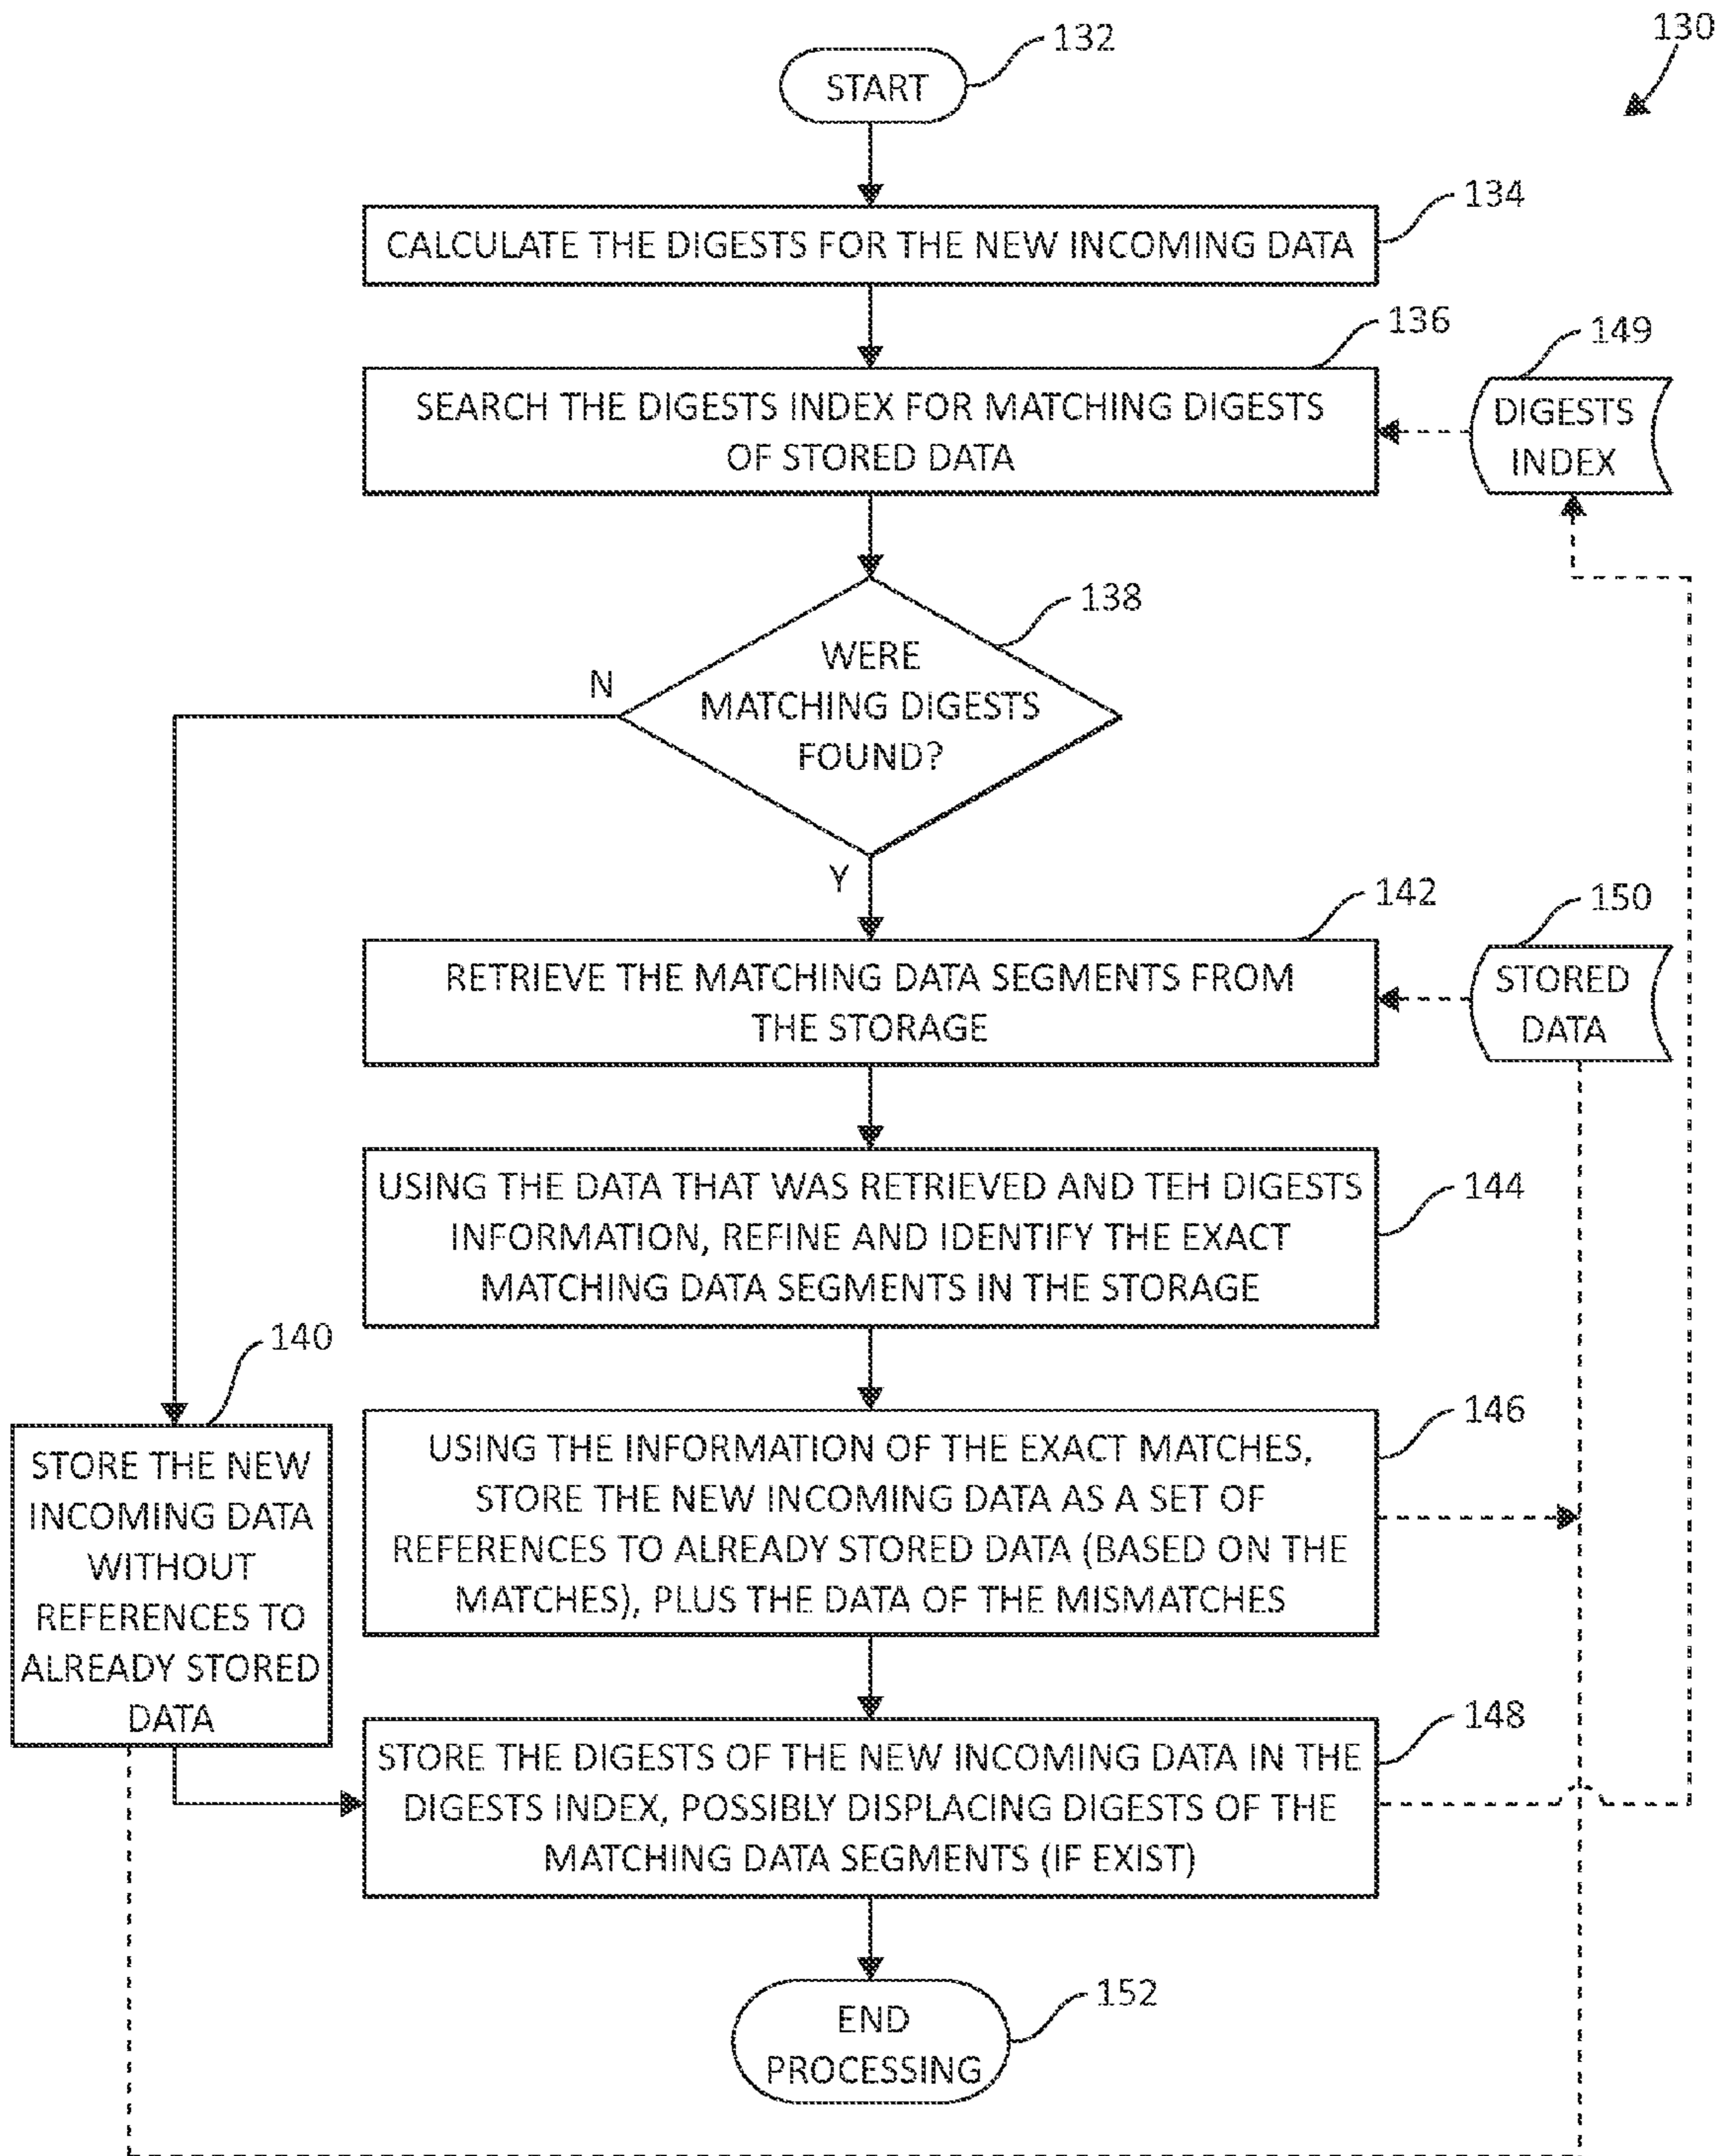 130
132
START
134
CALCULATE THE DIGESTS FOR THE NEW INCOMING DATA
136
SEARCH THE DIGESTS INDEX FOR MATCHING DIGESTS
OF STORED DATA
149
DIGESTS
INDEX
138
WERE
MATCHING DIGESTS
FOUND?
N
Y
142
RETRIEVE THE MATCHING DATA SEGMENTS FROM
THE STORAGE
150
STORED
DATA
144
USING THE DATA THAT WAS RETRIEVED AND TEH DIGESTS
INFORMATION, REFINE AND IDENTIFY THE EXACT
MATCHING DATA SEGMENTS IN THE STORAGE
140
STORE THE NEW
INCOMING DATA
WITHOUT
REFERENCES TO
ALREADY STORED
DATA
146
USING THE INFORMATION OF THE EXACT MATCHES,
STORE THE NEW INCOMING DATA AS A SET OF
REFERENCES TO ALREADY STORED DATA (BASED ON THE
MATCHES), PLUS THE DATA OF THE MISMATCHES
148
STORE THE DIGESTS OF THE NEW INCOMING DATA IN THE
DIGESTS INDEX, POSSIBLY DISPLACING DIGESTS OF THE
MATCHING DATA SEGMENTS (IF EXIST)
152
END
PROCESSING